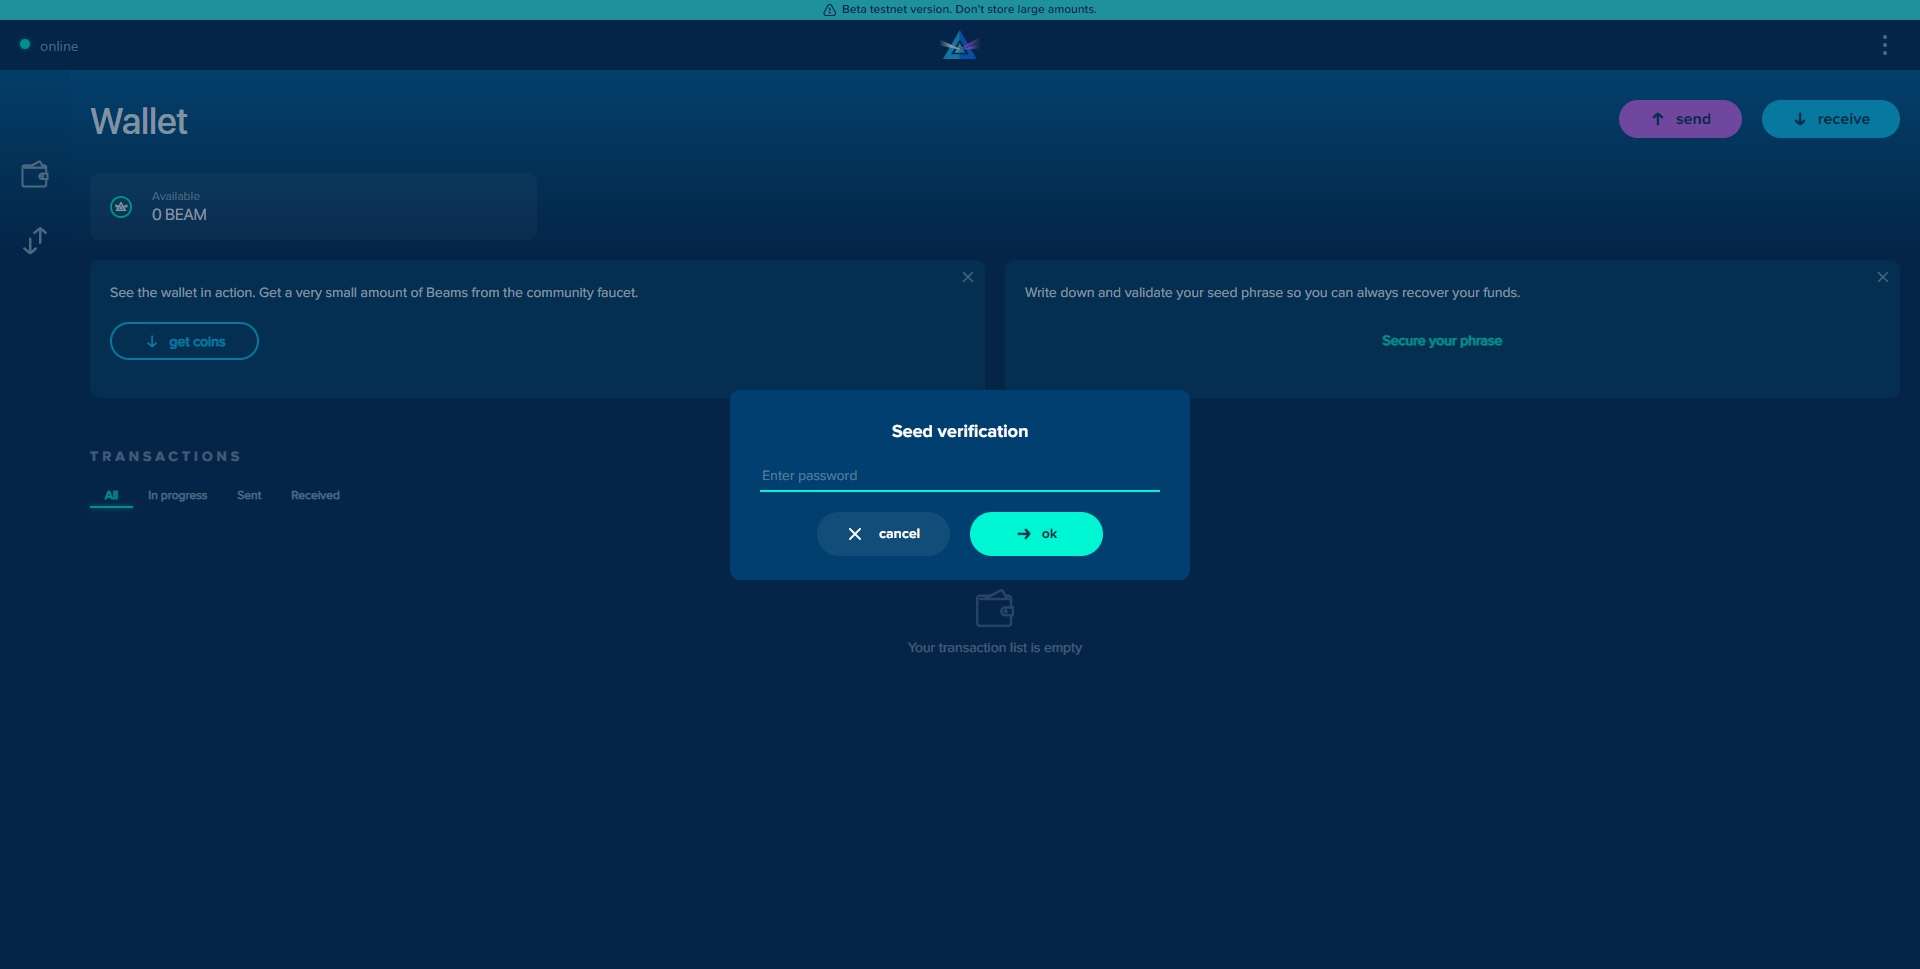 Beta testnet version. Don't store large amounts.
online
Wallet
send
receive
Available
0 BEAM
See the wallet in action. Get a very small amount of Beams from the community faucet.
get coins
Write down and validate your seed phrase so you can always recover your funds.
Secure your phrase
Seed verification
Enter password
cancel
ok
TRANSACTIONS
All
In progress
Sent
Received
Your transaction list is empty